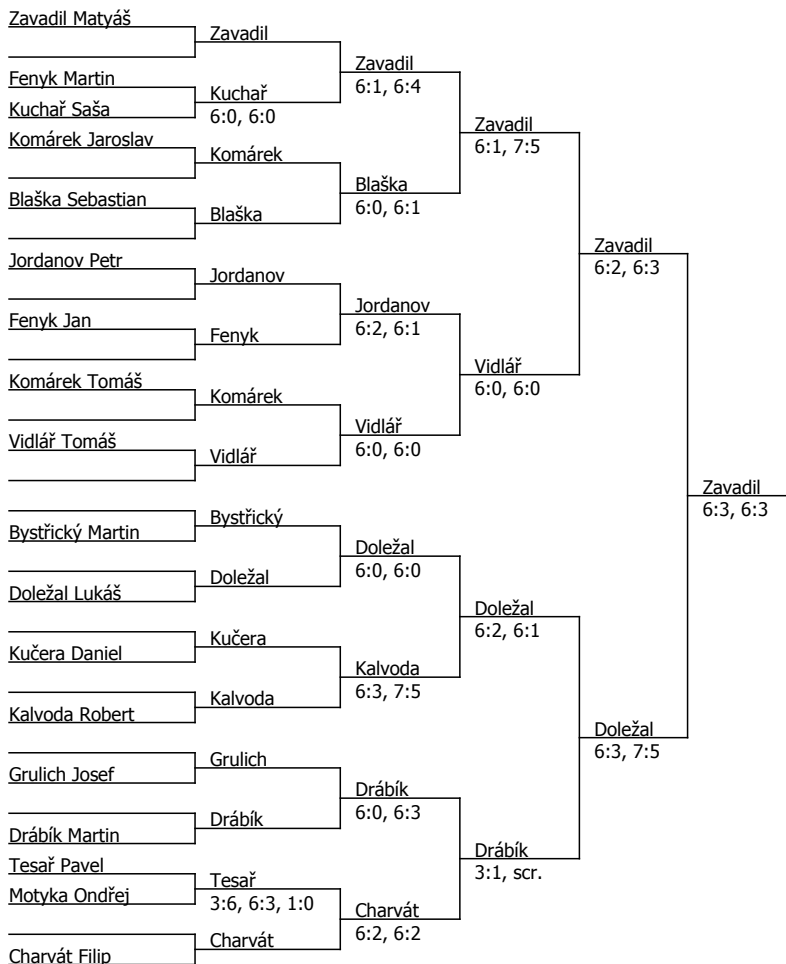 Zavadil Matyáš
Fenyk Martin
Kuchař Saša
Komárek Jaroslav
Blaška Sebastian
Jordanov Petr
Fenyk Jan
Komárek Tomáš
Vidlář Tomáš
Bystřický Martin
Doležal Lukáš
Kučera Daniel
Kalvoda Robert
Grulich Josef
Drábík Martin
Tesař Pavel
Motyka Ondřej
Charvát Filip
Zavadil
Kuchař
6:0, 6:0
Komárek
Blaška
Jordanov
Fenyk
Komárek
Vidlář
Bystřický
Doležal
Kučera
Kalvoda
Grulich
Drábík
Tesař
3:6, 6:3, 1:0
Charvát
Zavadil
6:1, 6:4
Blaška
6:0, 6:1
Jordanov
6:2, 6:1
Vidlář
6:0, 6:0
Doležal
6:0, 6:0
Kalvoda
6:3, 7:5
Drábík
6:0, 6:3
Charvát
6:2, 6:2
Zavadil
6:1, 7:5
Vidlář
6:0, 6:0
Doležal
6:2, 6:1
Drábík
3:1, scr.
Zavadil
6:2, 6:3
Doležal
6:3, 7:5
Zavadil
6:3, 6:3